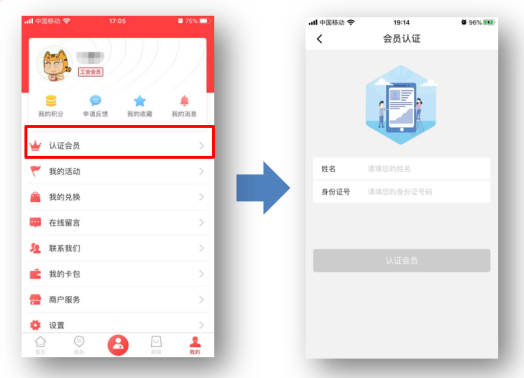 中国移动 17:05 75%
工会会员
我的积分 申请反馈 我的收藏 我的消息
认证会员
我的活动
我的兑换
在线留言
联系我们
我的卡包
商户服务
设置
首页 服务 我的
中国移动 19:14 96%
会员认证
姓名 请填您的姓名
身份证号 请填您的身份证号码
认证会员